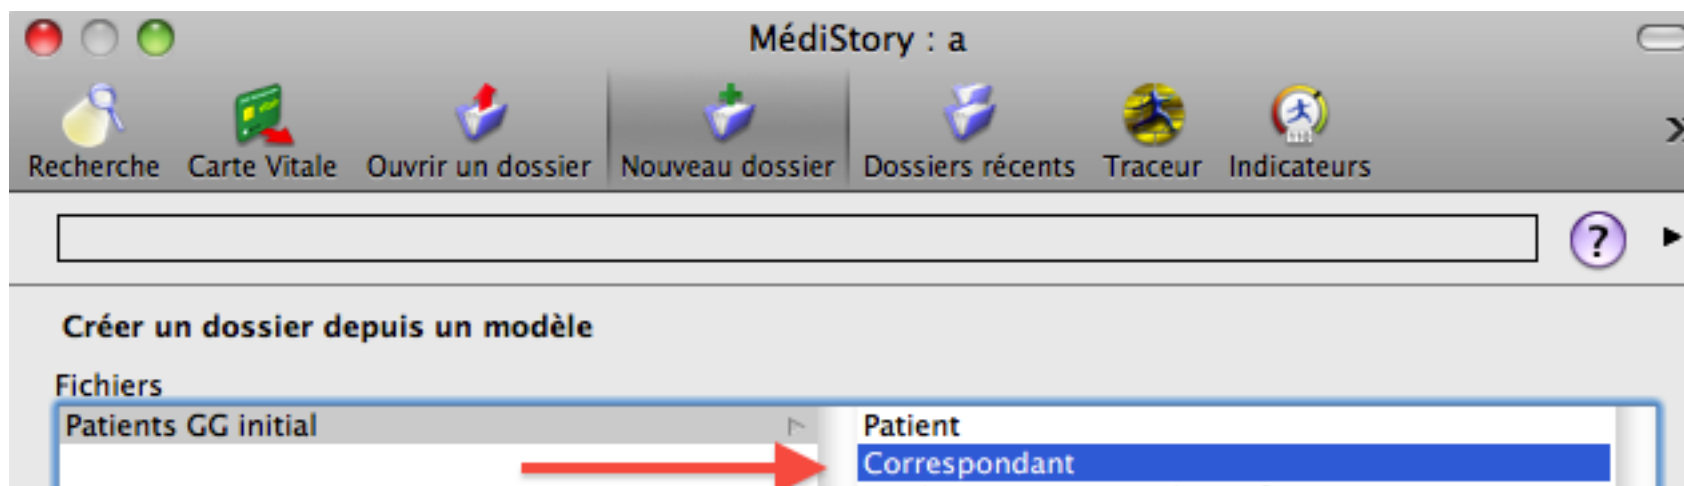 MédiStory : a
Recherche Carte Vitale Ouvrir un dossier Nouveau dossier Dossiers récents Traceur Indicateurs
?
Créer un dossier depuis un modèle
Fichiers
Patients GG initial
Patient
Correspondant